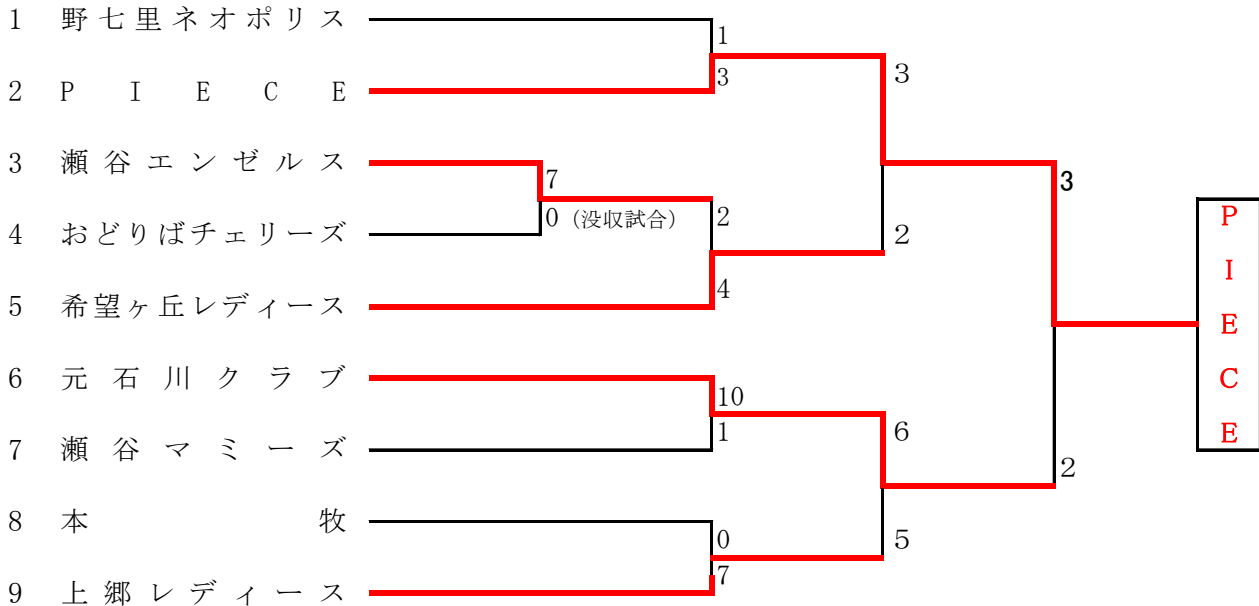 1 野七里ネオポリス
1
3
2 P I E C E
3
3 瀬谷エンゼルス
7
3
0 (没収試合)
2
4 おどりばチェリーズ
2
4
5 希望ヶ丘レディース
P
I
E
C
E
6 元石川クラブ
10
1
6
7 瀬谷マミーズ
2
8 本牧
0
5
7
9 上郷レディース